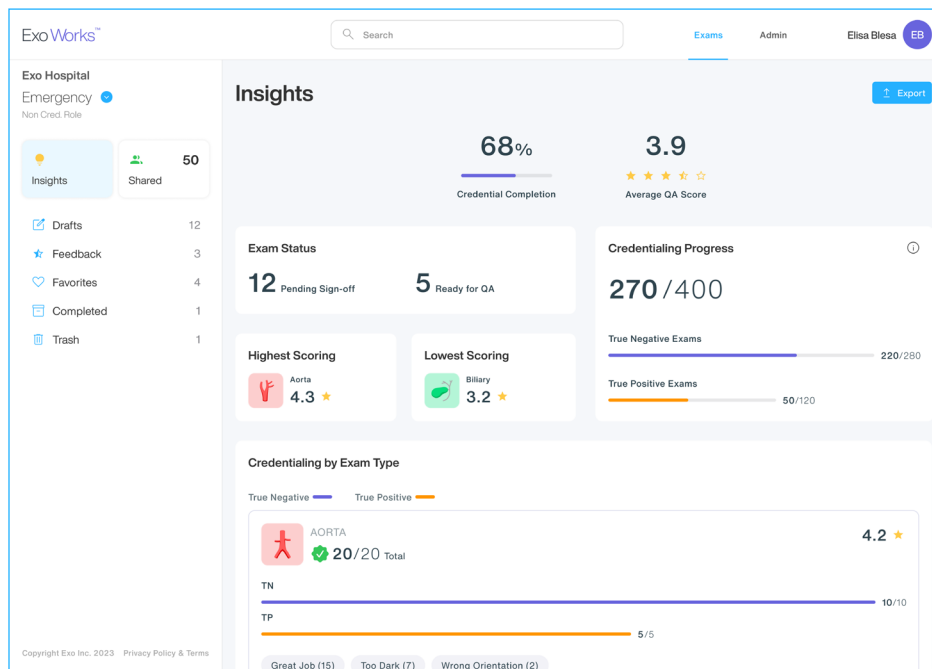 Exo Works™
Search
Exams
Admin
Elisa Blesa
EB
Exo Hospital
Emergency
Non Cred. Role
Insights
50
Shared
Drafts 12
Feedback 3
Favorites 4
Completed 1
Trash 1
Copyright Exo Inc. 2023 Privacy Policy & Terms
Insights
Export
68%
Credential Completion
3.9
Average QA Score
Exam Status
12 Pending Sign-off
5 Ready for QA
Highest Scoring
Aorta
4.3
Lowest Scoring
Biliary
3.2
Credentialing Progress
270/400
True Negative Exams
220/280
True Positive Exams
50/120
Credentialing by Exam Type
True Negative
True Positive
AORTA
20/20 Total
4.2
TN
10/10
TP
5/5
Great Job (15)
Too Dark (7)
Wrong Orientation (2)